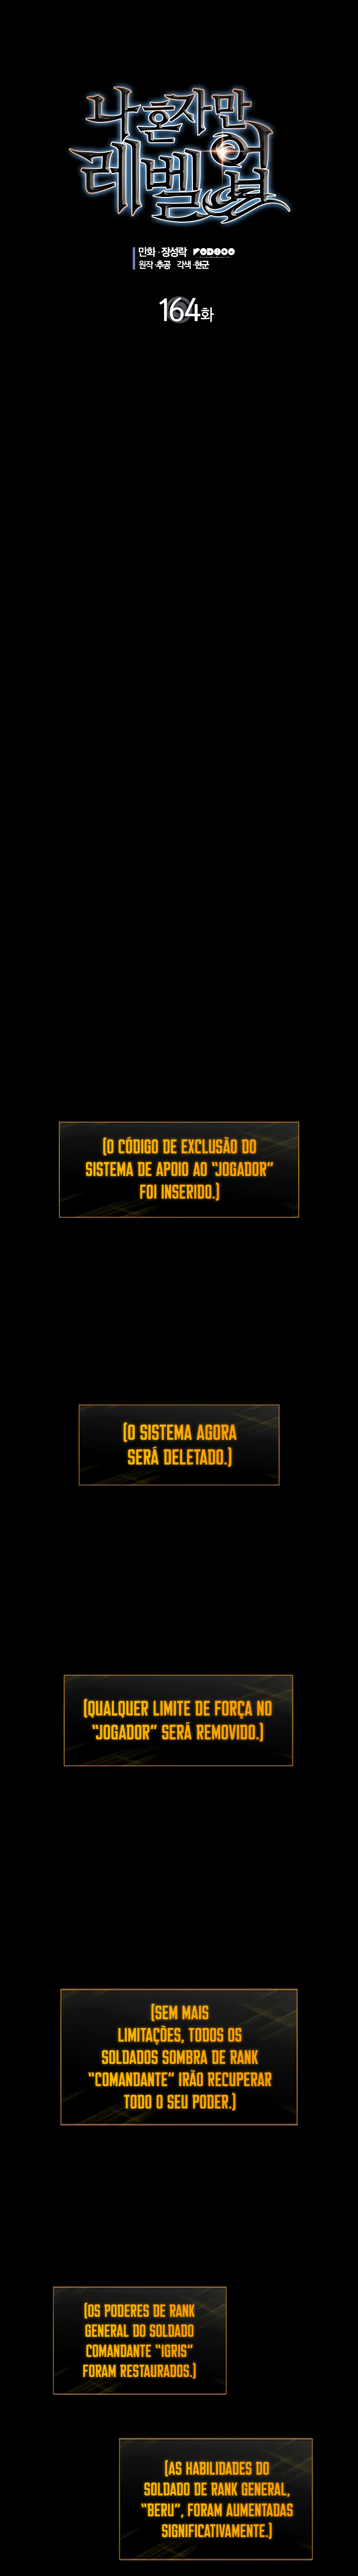 나 혼자만
레벨업
만화 · 장성락
원작 · 추공 각색 · 현군
164화
(O CÓDIGO DE EXCLUSÃO DO
SISTEMA DE APOIO AO “JOGADOR”
FOI INSERIDO.)
(O SISTEMA AGORA
SERÁ DELETADO.)
(QUALQUER LIMITE DE FORÇA NO
“JOGADOR” SERÁ REMOVIDO.)
(SEM MAIS
LIMITAÇÕES, TODOS OS
SOLDADOS SOMBRA DE RANK
“COMANDANTE” IRÃO RECUPERAR
TODO O SEU PODER.)
(OS PODERES DE RANK
GENERAL DO SOLDADO
COMANDANTE “IGRIS”
FORAM RESTAURADOS.)
(AS HABILIDADES DO
SOLDADO DE RANK GENERAL,
“BERU”, FORAM AUMENTADAS
SIGNIFICATIVAMENTE.)